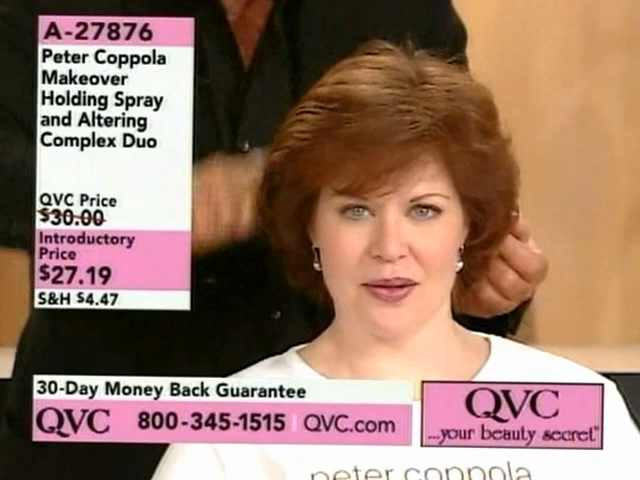 A-27876
Peter Coppola
Makeover
Holding Spray
and Altering
Complex Duo
QVC Price
$30.00
Introductory
Price
$27.19
S&H $4.47
30-Day Money Back Guarantee
QVC 800-345-1515 | QVC.com
QVC
...your beauty secret"
peter coppola